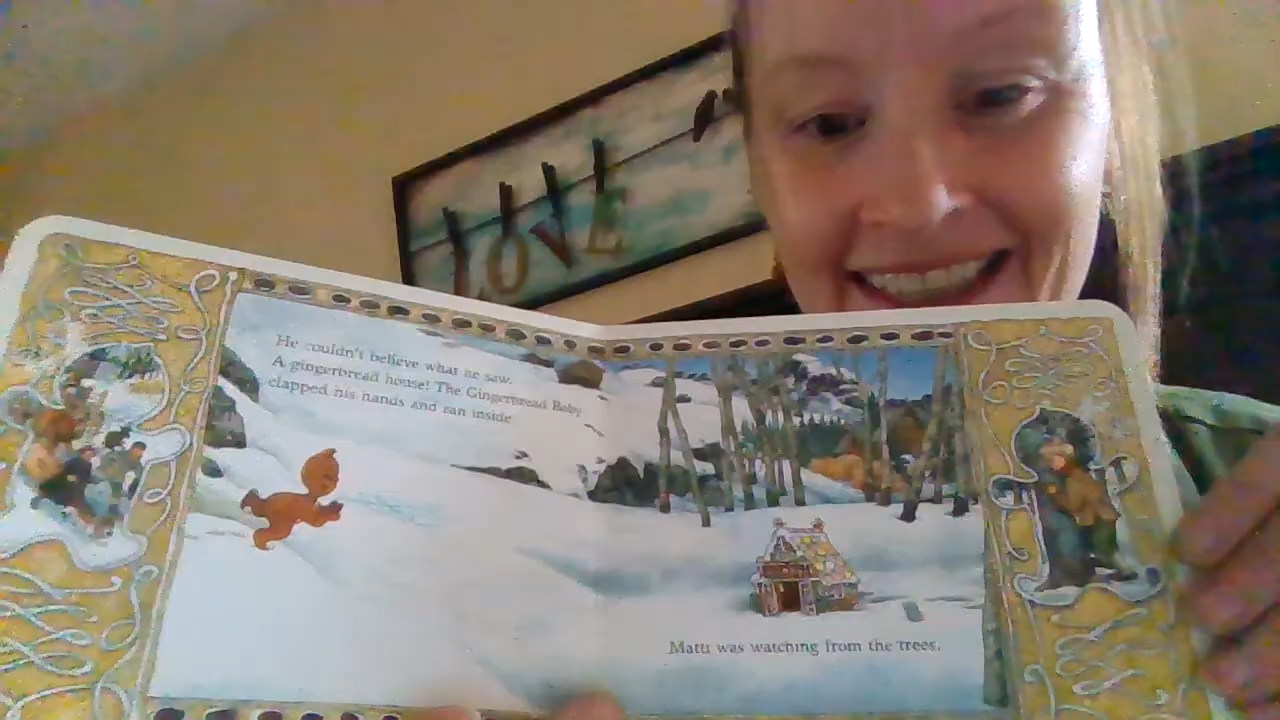 LOVE
He couldn't believe what he saw.
A gingerbread house! The Gingerbread Baby
clapped his hands and ran inside
Matti was watching from the trees.